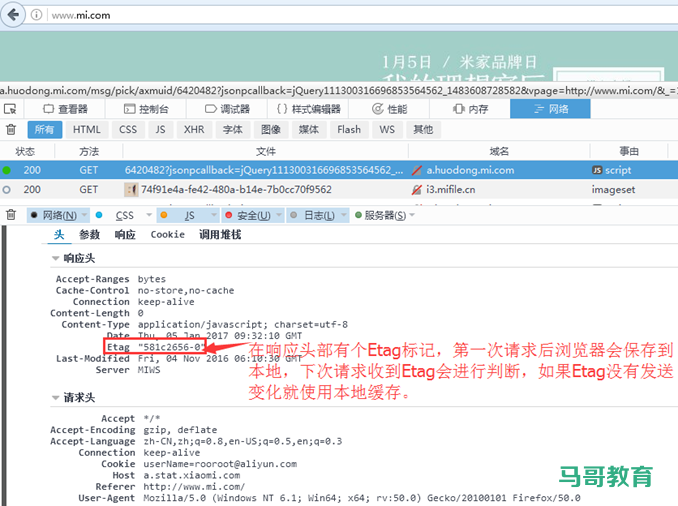 www.mi.com
1月5日 / 米家品牌日
a.huodong.mi.com/msg/pick/axmuid/6420482?jsonpcallback=jQuery111300316696853564562_1483608728 5582&vpage=http://www.mi.com/&_=
查看器 控制台 调试器 { } 样式编辑器 性能 内存 网络
所有 HTML CSS JS XHR 字体 图像 媒体 Flash WS 其他
状态 方法 文件 域名 事由
200 GET 6420482?jsonpcallback=jQuery111300316696853564562_... a.huodong.mi.com JS script
200 GET 74f91e4a-fe42-480a-b14e-7b0cc70f9562 i3.mifile.cn imageset
网络(N) CSS JS 安全(U) 日志(L) 服务器(S)
头 参数 响应 Cookie 调用堆栈
响应头
Accept-Ranges bytes
Cache-Control no-store,no-cache
Connection keep-alive
Content-Length 0
Content-Type application/javascript; charset=utf-8
Date Thu, 05 Jan 2017 09:32:10 GMT
Etag "581c2656-0"
Last-Modified Fri, 04 Nov 2016 06:10:30 GMT
Server MIWS
在响应头部有个Etag标记，第一次请求后浏览器会保存到
本地，下次请求收到Etag会进行判断，如果Etag没有发送
变化就使用本地缓存。
请求头
Accept */*
Accept-Encoding gzip, deflate
Accept-Language zh-CN,zh;q=0.8,en-US;q=0.5,en;q=0.3
Connection keep-alive
Cookie userName=rooroot@aliyun.com
Host a.stat.xiaomi.com
Referer http://www.mi.com/
User-Agent Mozilla/5.0 (Windows NT 6.1; Win64; x64; rv:50.0) Gecko/20100101 Firefox/50.0
马哥教育